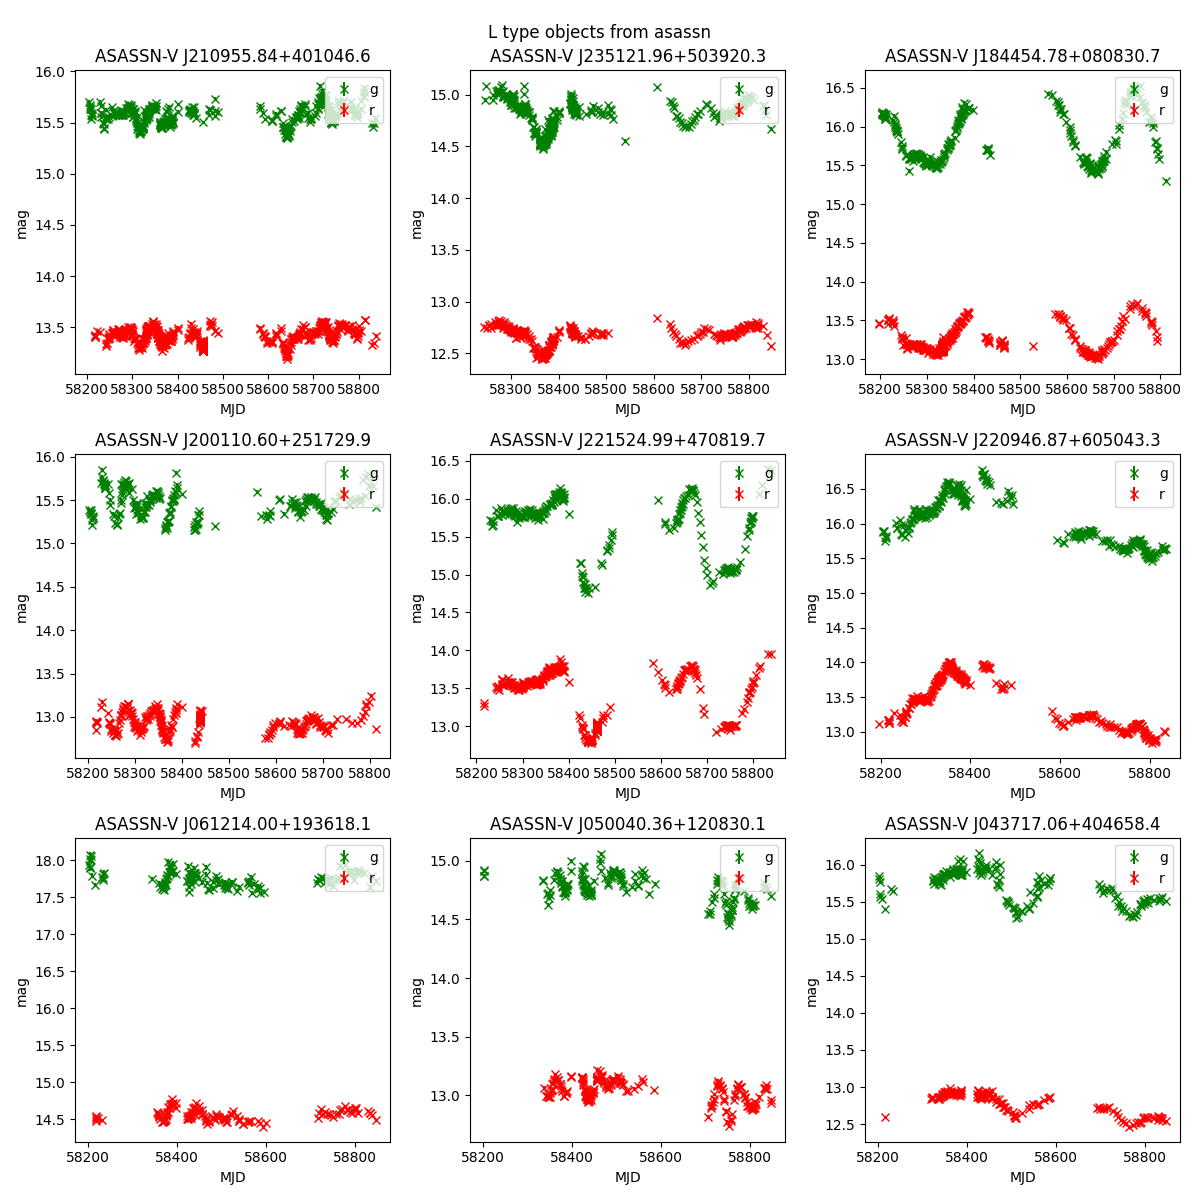 L type objects from asassn
ASASSN-V J210955.84+401046.6
16.0
15.5
15.0
14.5
14.0
13.5
mag
g
r
58200 58300 58400 58500 58600 58700 58800
MJD
ASASSN-V J235121.96+503920.3
15.0
14.5
14.0
13.5
13.0
12.5
mag
g
r
58300 58400 58500 58600 58700 58800
MJD
ASASSN-V J184454.78+080830.7
16.5
16.0
15.5
15.0
14.5
14.0
13.5
13.0
mag
g
r
58200 58300 58400 58500 58600 58700 58800
MJD
ASASSN-V J200110.60+251729.9
16.0
15.5
15.0
14.5
14.0
13.5
13.0
mag
g
r
58200 58300 58400 58500 58600 58700 58800
MJD
ASASSN-V J221524.99+470819.7
16.5
16.0
15.5
15.0
14.5
14.0
13.5
13.0
mag
g
r
58200 58300 58400 58500 58600 58700 58800
MJD
ASASSN-V J220946.87+605043.3
16.5
16.0
15.5
15.0
14.5
14.0
13.5
13.0
mag
g
r
58200 58400 58600 58800
MJD
ASASSN-V J061214.00+193618.1
18.0
17.5
17.0
16.5
16.0
15.5
15.0
14.5
mag
g
r
58200 58400 58600 58800
MJD
ASASSN-V J050040.36+120830.1
15.0
14.5
14.0
13.5
13.0
mag
g
r
58200 58400 58600 58800
MJD
ASASSN-V J043717.06+404658.4
16.0
15.5
15.0
14.5
14.0
13.5
13.0
12.5
mag
g
r
58200 58400 58600 58800
MJD